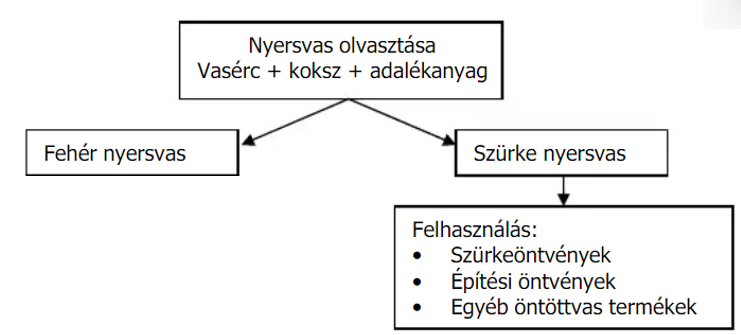 Nyersvas olvasztása
Vasérc + koksz + adalékanyag
Fehér nyersvas
Szürke nyersvas
Felhasználás:
• Szürkeöntvények
• Építési öntvények
• Egyéb öntöttvas termékek